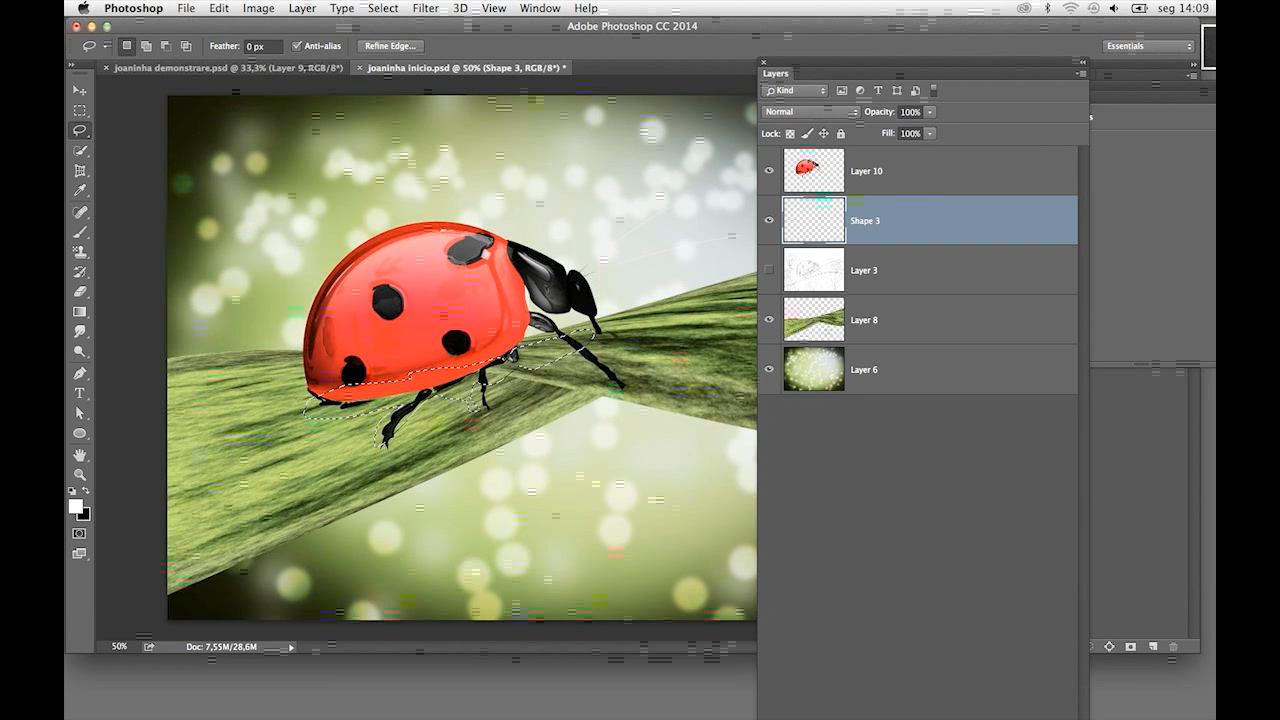 Photoshop File Edit Image Layer Type Select Filter 3D View Window Help seg 14:09
Adobe Photoshop CC 2014
Feather: 0 px Anti-alias Refine Edge... Essentials
joaninha demonstrare.psd @ 33,3% (Layer 9, RGB/8*) joaninha inicio.psd @ 50% (Shape 3, RGB/8*) *
Layers
Kind
Normal Opacity: 100%
Lock: Fill: 100%
Layer 10
Shape 3
Layer 3
Layer 8
Layer 6
50% Doc: 7,55M/28,6M